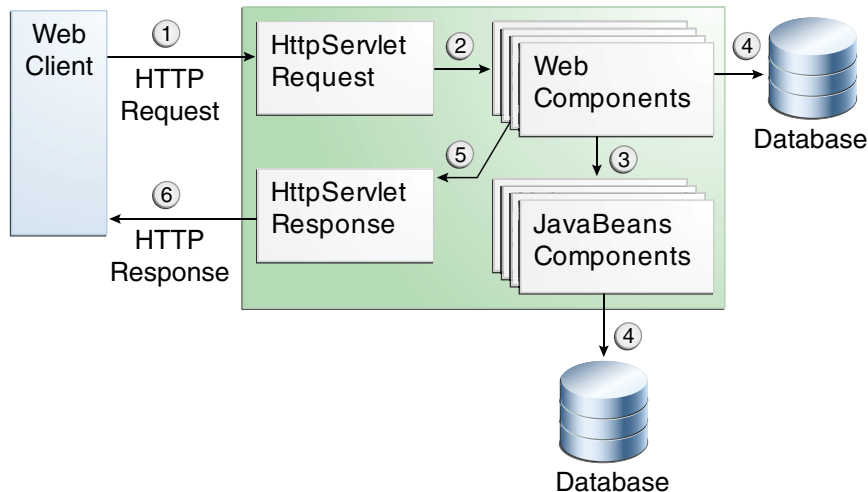 Web
Client
1
HTTP
Request
HttpServlet
Request
2
Web
Components
4
Database
3
5
HttpServlet
Response
6
HTTP
Response
JavaBeans
Components
4
Database